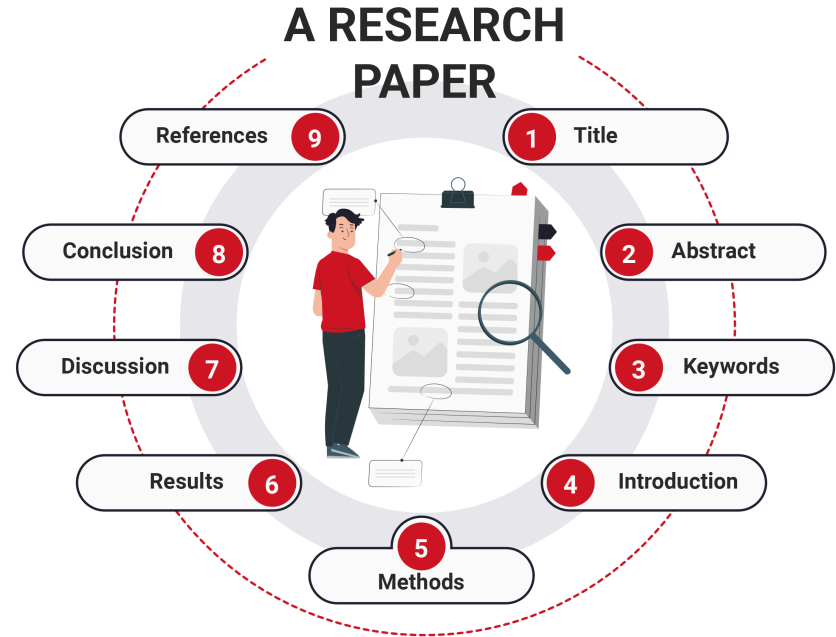 A RESEARCH
PAPER
1 Title
2 Abstract
3 Keywords
4 Introduction
5
Methods
6 Results
7 Discussion
8 Conclusion
9 References